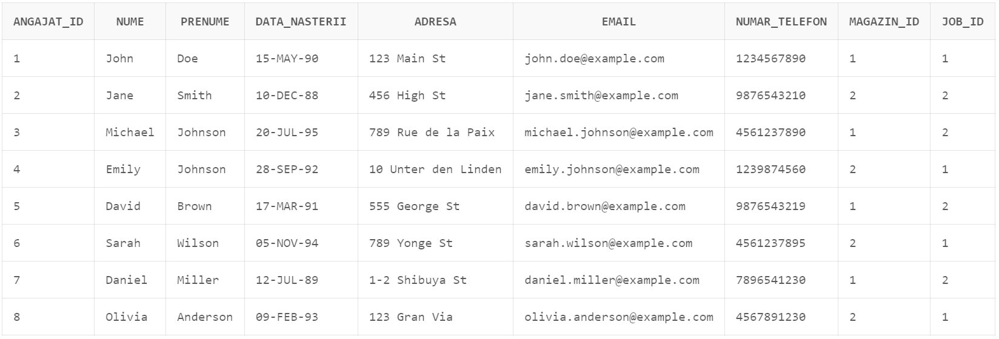 ANGAJAT_ID NUME PRENUME DATA_NASTERII ADRESA EMAIL NUMAR_TELEFON MAGAZIN_ID JOB_ID
1 John Doe 15-MAY-90 123 Main St john.doe@example.com 1234567890 1 1
2 Jane Smith 10-DEC-88 456 High St jane.smith@example.com 9876543210 2 2
3 Michael Johnson 20-JUL-95 789 Rue de la Paix michael.johnson@example.com 4561237890 1 2
4 Emily Johnson 28-SEP-92 10 Unter den Linden emily.johnson@example.com 1239874560 2 1
5 David Brown 17-MAR-91 555 George St david.brown@example.com 9876543219 1 2
6 Sarah Wilson 05-NOV-94 789 Yonge St sarah.wilson@example.com 4561237895 2 1
7 Daniel Miller 12-JUL-89 1-2 Shibuya St daniel.miller@example.com 7896541230 1 2
8 Olivia Anderson 09-FEB-93 123 Gran Via olivia.anderson@example.com 4567891230 2 1